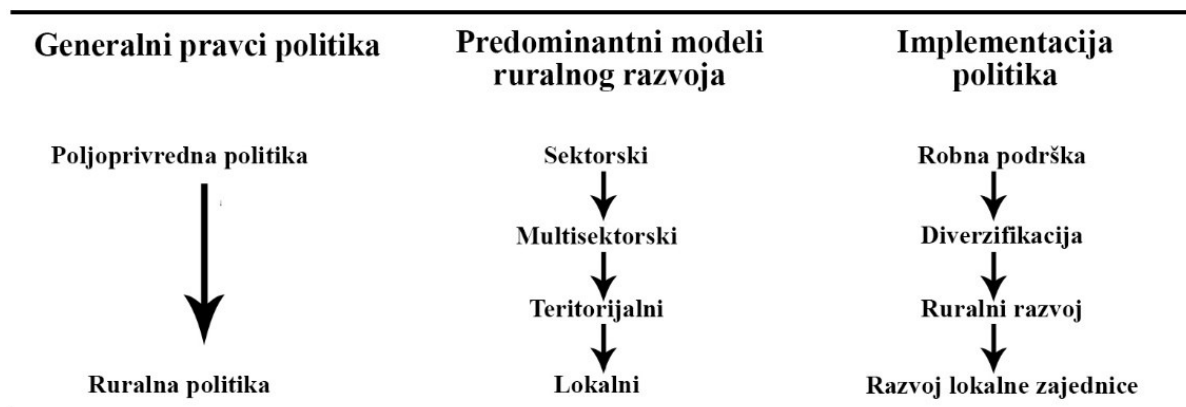 Generalni pravci politika
Predominantni modeli
ruralnog razvoja
Implementacija
politika
Poljoprivredna politika
Sektorski
Robna podrška
Multisektorski
Diverzifikacija
Teritorijalni
Ruralni razvoj
Ruralna politika
Lokalni
Razvoj lokalne zajednice